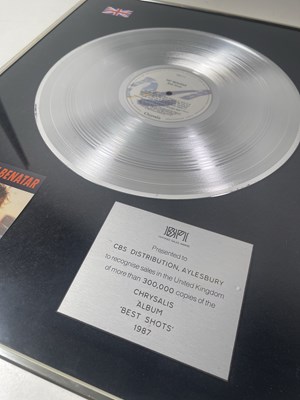 BENATAR
BPI
Presented to
CBS DISTRIBUTION, AYLESBURY
to recognise sales in the United Kingdom
of more than 300,000 copies of the
CHRYSALIS
ALBUM
"BEST SHOTS"
1987